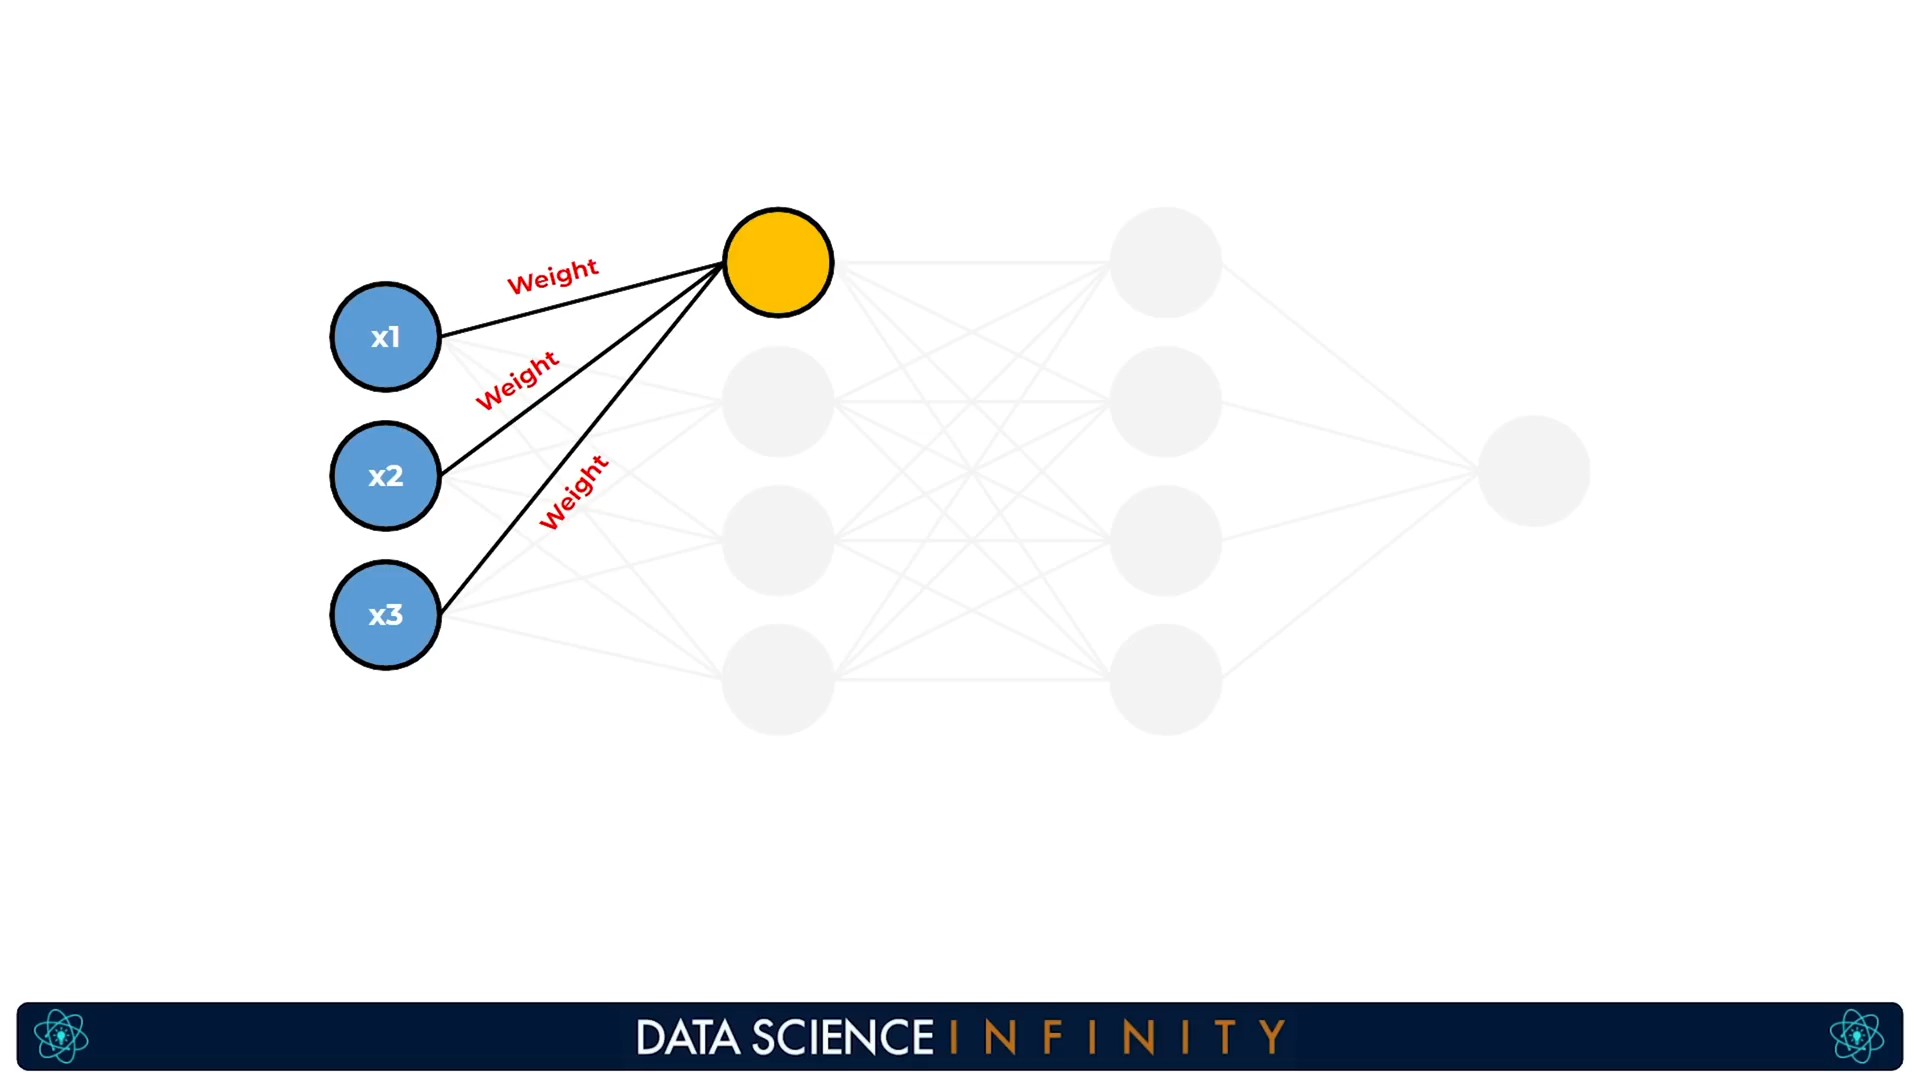 Weight
x1
Weight
x2
Weight
x3
DATA SCIENCE INFINITY